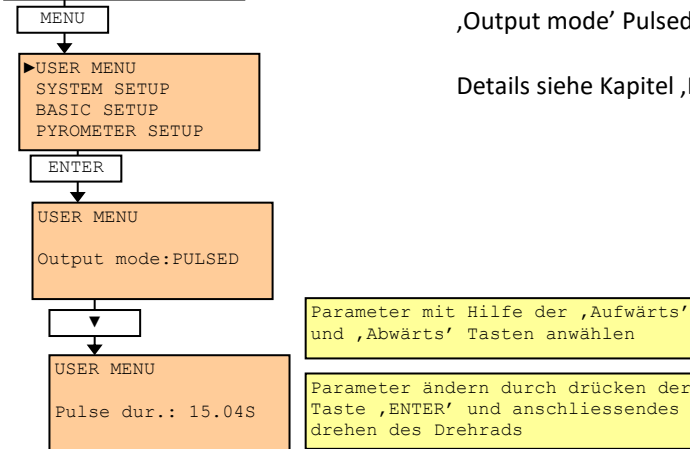 MENU
‚Output mode’ Pulsed
►USER MENU
SYSTEM SETUP
BASIC SETUP
PYROMETER SETUP
Details siehe Kapitel
ENTER
USER MENU
Output mode:PULSED
▼
Parameter mit Hilfe der ‚Aufwärts’
und ‚Abwärts’ Tasten anwählen
USER MENU
Pulse dur.: 15.04S
Parameter ändern durch drücken der
Taste ‚ENTER’ und anschliessendes
drehen des Drehrads